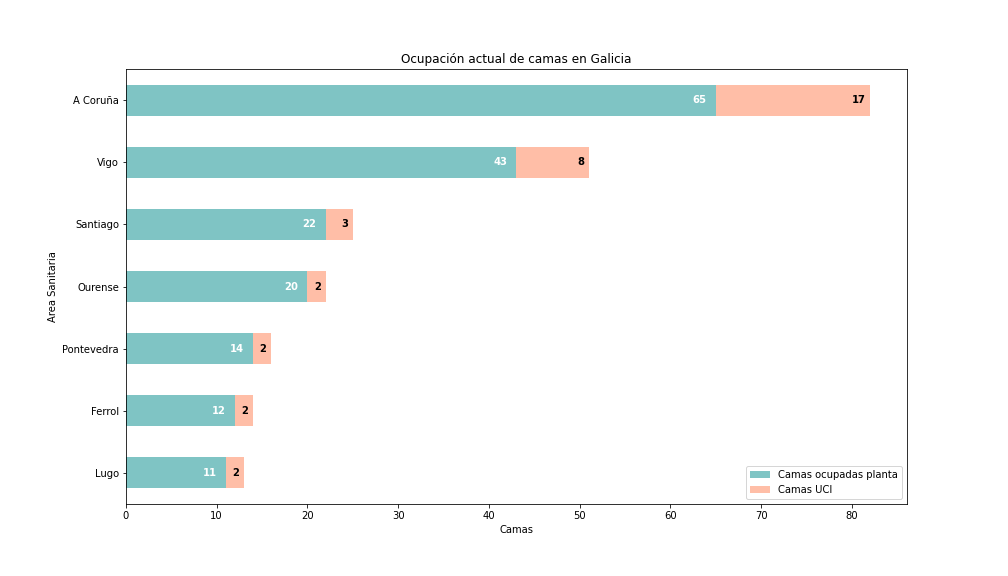 Ocupación actual de camas en Galicia
A Coruña 65 17
Vigo 43 8
Santiago 22 3
Ourense 20 2
Pontevedra 14 2
Ferrol 12 2
Lugo 11 2
Area Sanitaria
Camas ocupadas planta
Camas UCI
0 10 20 30 40 50 60 70 80
Camas